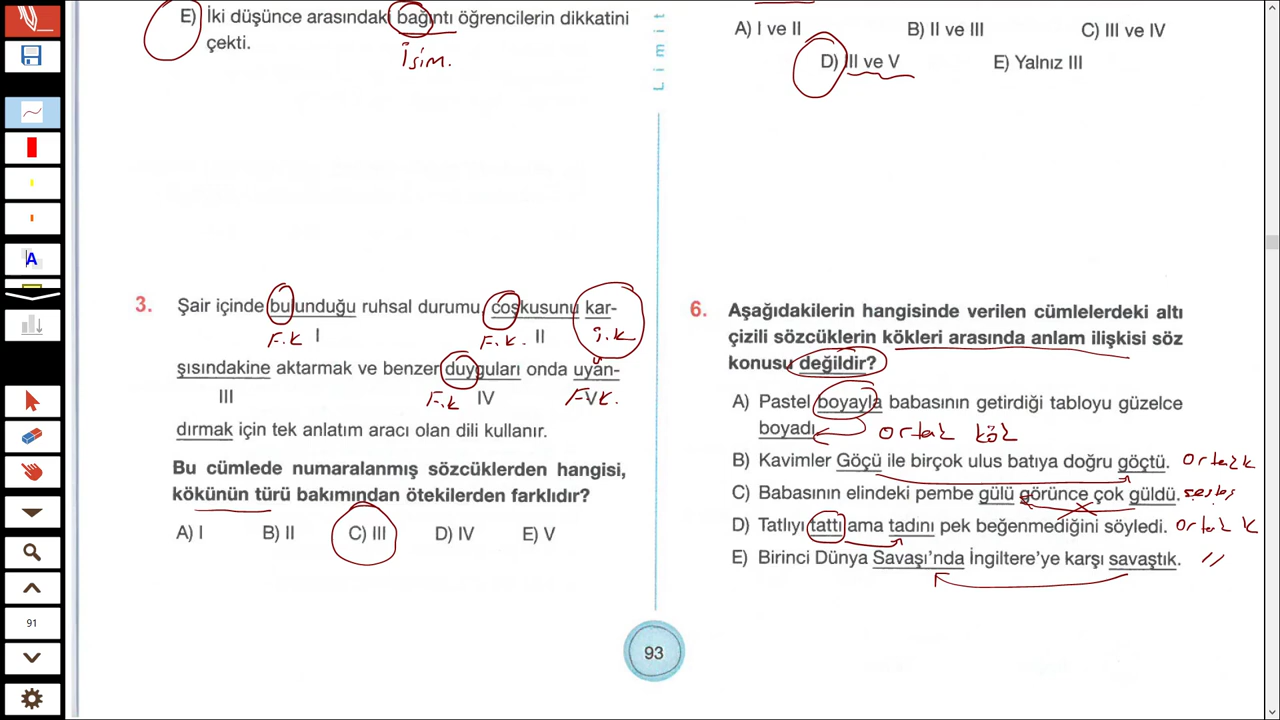 E) İki düşünce arasındaki bağıntı öğrencilerin dikkatini
çekti.
İsim.
3. Şair içinde bulunduğu ruhsal durumu, coşkusunu kar-
F.K I F.K. II İ.K
şısındakine aktarmak ve benzer duyguları onda uyan-
III F.K IV F.K. V
dırmak için tek anlatım aracı olan dili kullanır.
Bu cümlede numaralanmış sözcüklerden hangisi,
kökünün türü bakımından ötekilerden farklıdır?
A) I B) II C) III D) IV E) V
Limit
A) I ve II B) II ve III C) III ve IV
D) III ve V E) Yalnız III
6. Aşağıdakilerin hangisinde verilen cümlelerdeki altı
çizili sözcüklerin kökleri arasında anlam ilişkisi söz
konusu değildir?
A) Pastel boyayla babasının getirdiği tabloyu güzelce
boyadı. ortak kök
B) Kavimler Göçü ile birçok ulus batıya doğru göçtü. Ortak k
C) Babasının elindeki pembe gülü görünce çok güldü. sesteş
D) Tatlıyı tattı ama tadını pek beğenmediğini söyledi. Ortak k
E) Birinci Dünya Savaşı'nda İngiltere'ye karşı savaştık. //
93
A
91